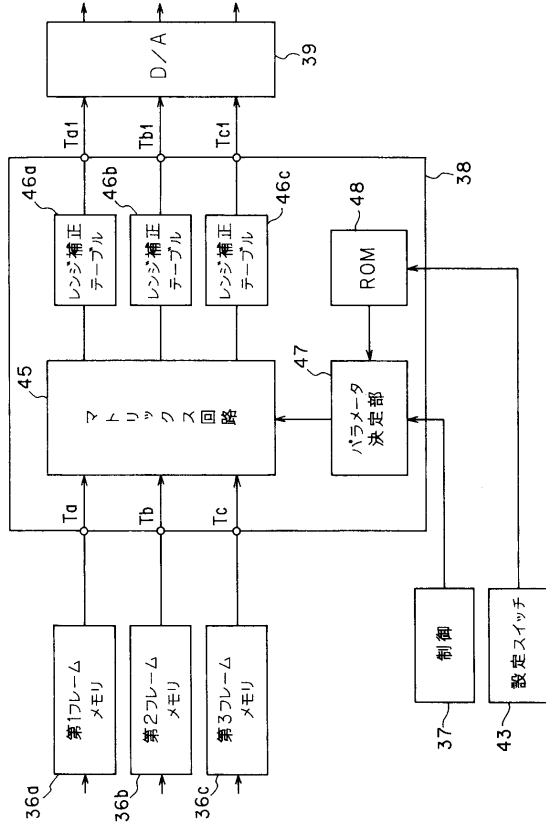 36a
第1フレーム
メモリ
36b
第2フレーム
メモリ
36c
第3フレーム
メモリ
Ta
Tb
Tc
45
マトリックス回路
46a
レンジ補正
テーブル
46b
レンジ補正
テーブル
46c
レンジ補正
テーブル
Ta1
Tb1
Tc1
D/A
39
38
47
パラメータ
決定部
48
ROM
制御
37
設定スイッチ
43